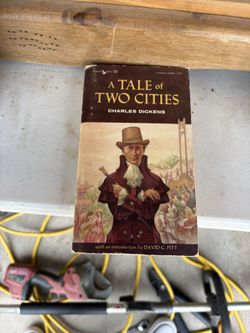 A TALE of
TWO CITIES
CHARLES DICKENS
with an introduction by DAVID G. PITT